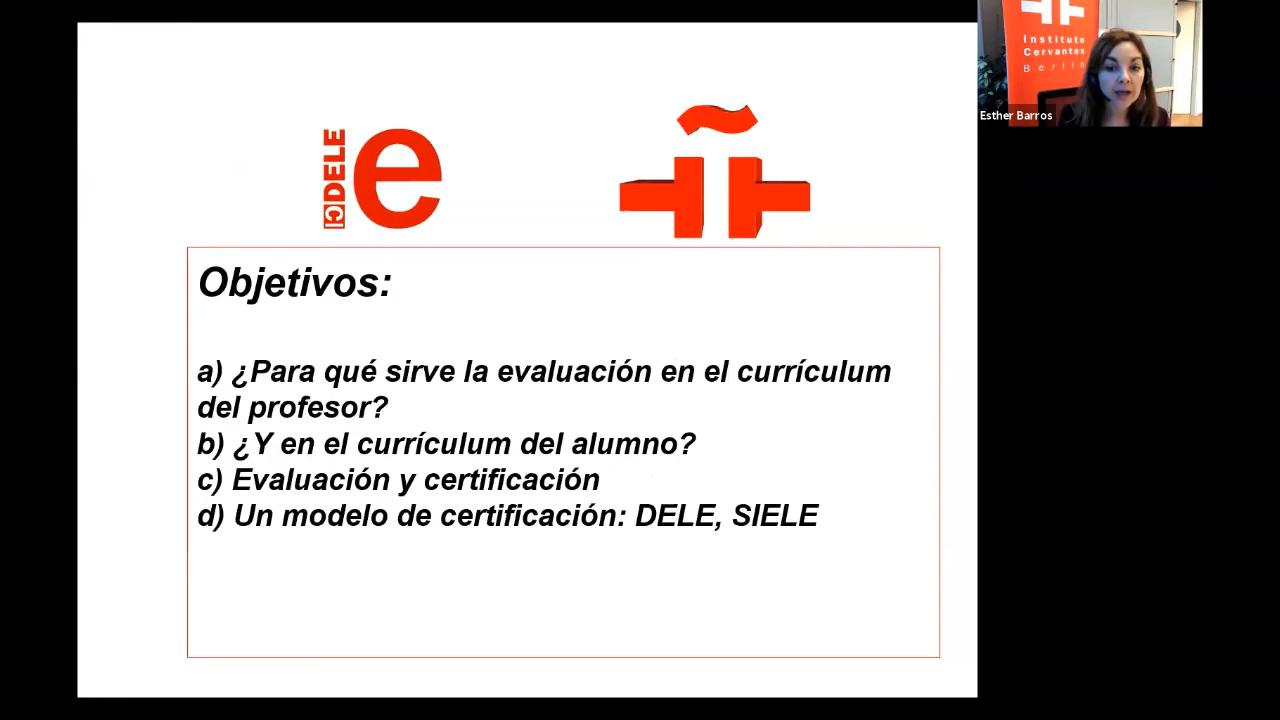 Instituto
Cervantes
Berlin
Esther Barros
DELE
e
Objetivos:
a) ¿Para qué sirve la evaluación en el currículum
del profesor?
b) ¿Y en el currículum del alumno?
c) Evaluación y certificación
d) Un modelo de certificación: DELE, SIELE